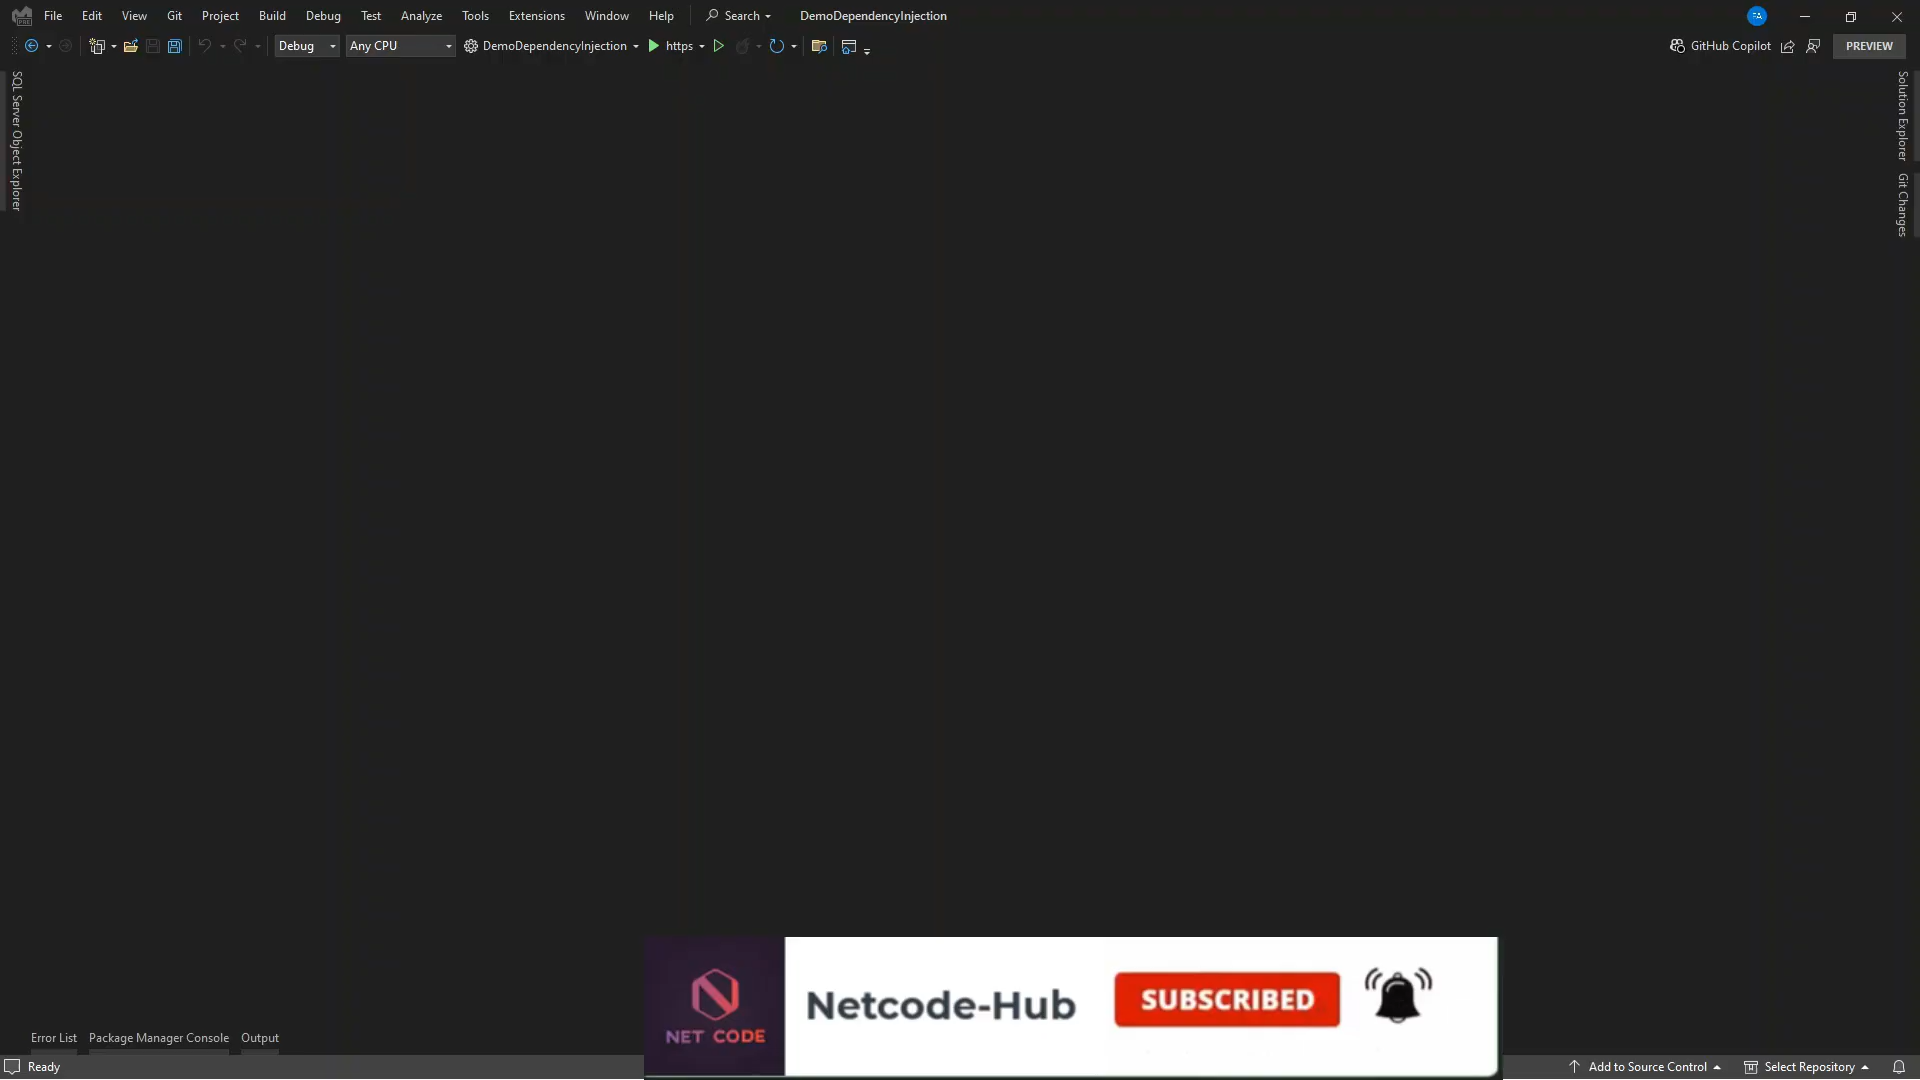 File Edit View Git Project Build Debug Test Analyze Tools Extensions Window Help Search DemoDependencyInjection
Debug Any CPU DemoDependencyInjection https GitHub Copilot PREVIEW
SQL Server Object Explorer
Solution Explorer
Git Changes
NET CODE
Netcode-Hub
SUBSCRIBED
Error List Package Manager Console Output
Ready Add to Source Control Select Repository